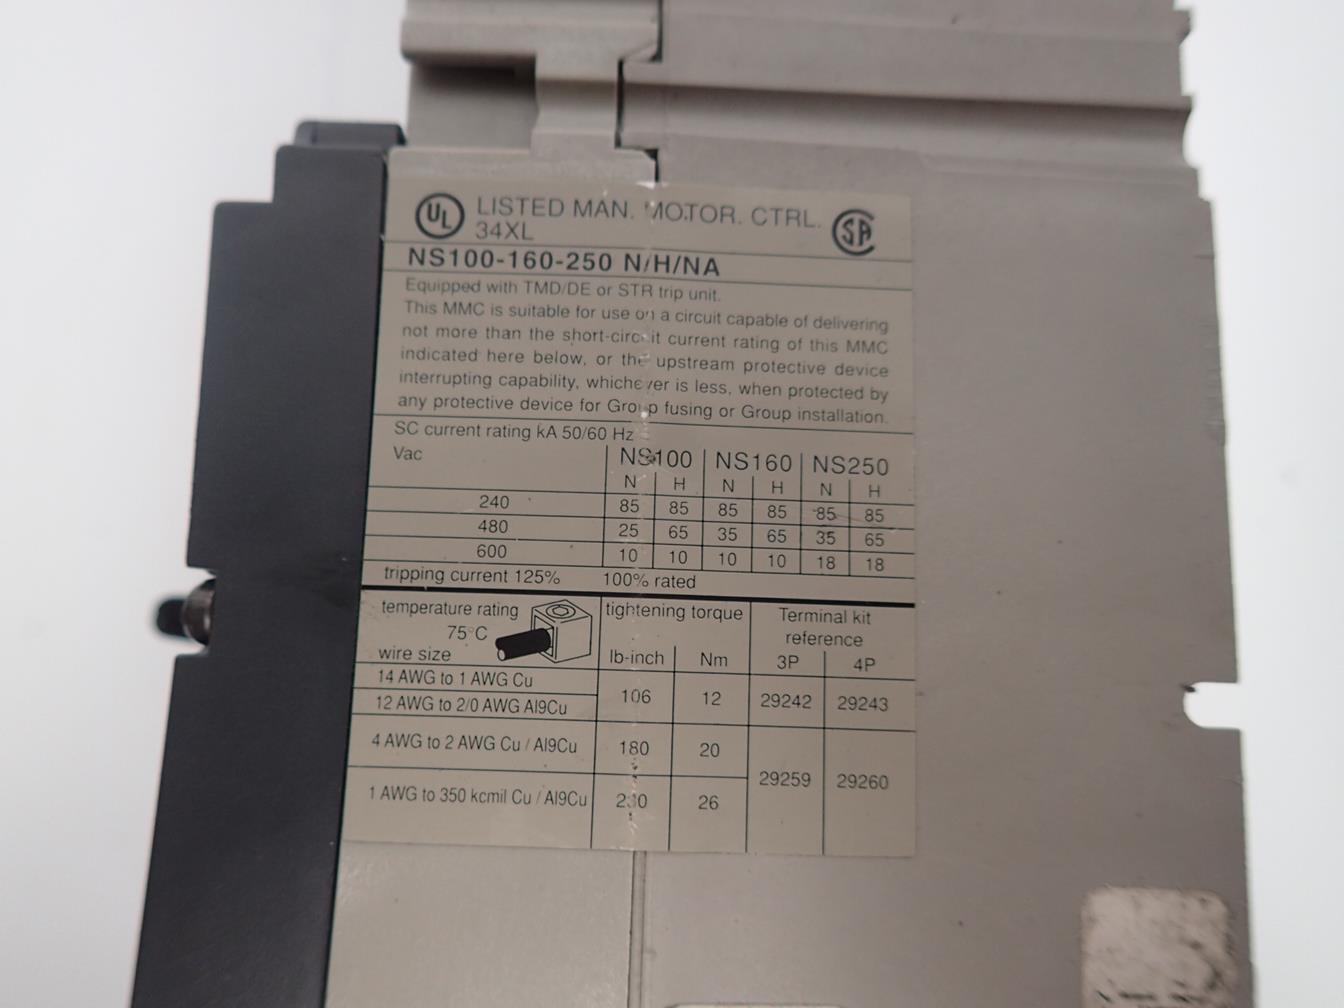 UL LISTED MAN. MOTOR. CTRL. SA
34XL
NS100-160-250 N/H/NA
Equipped with TMD/DE or STR trip unit.
This MMC is suitable for use on a circuit capable of delivering
not more than the short-circuit current rating of this MMC
indicated here below, or the upstream protective device
interrupting capability, whichever is less, when protected by
any protective device for Group fusing or Group installation.
SC current rating kA 50/60 Hz
Vac NS100 NS160 NS250
N H N H N H
240 85 85 85 85 85 85
480 25 65 35 65 35 65
600 10 10 10 10 18 18
tripping current 125% 100% rated
temperature rating tightening torque Terminal kit
75°C reference
wire size lb-inch Nm 3P 4P
14 AWG to 1 AWG Cu 106 12 29242 29243
12 AWG to 2/0 AWG Al9Cu
4 AWG to 2 AWG Cu / Al9Cu 180 20 29259 29260
1 AWG to 350 kcmil Cu / Al9Cu 26